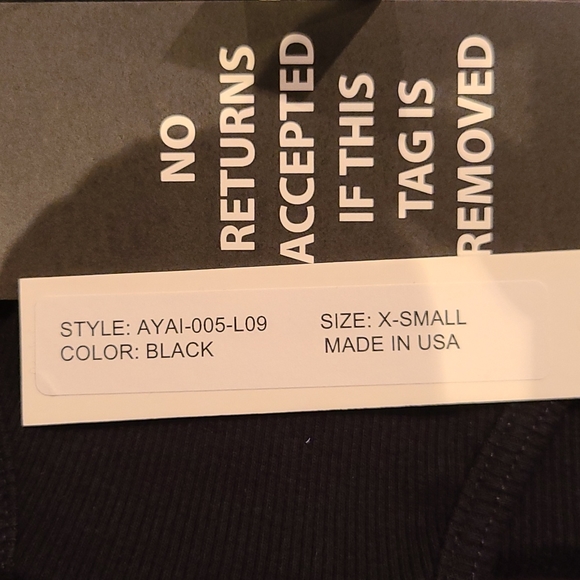 NO
RETURNS
ACCEPTED
IF THIS
TAG IS
REMOVED
STYLE: AYAI-005-L09 SIZE: X-SMALL
COLOR: BLACK MADE IN USA